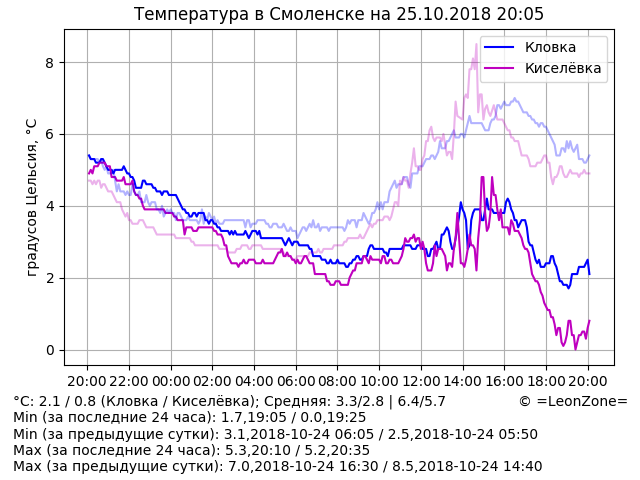 Температура в Смоленске на 25.10.2018 20:05
Кловка
Киселёвка
градусов Цельсия, °C
8
6
4
2
0
20:00 22:00 00:00 02:00 04:00 06:00 08:00 10:00 12:00 14:00 16:00 18:00 20:00
°C: 2.1 / 0.8 (Кловка / Киселёвка); Средняя: 3.3/2.8 | 6.4/5.7 © =LeonZone=
Min (за последние 24 часа): 1.7,19:05 / 0.0,19:25
Min (за предыдущие сутки): 3.1,2018-10-24 06:05 / 2.5,2018-10-24 05:50
Max (за последние 24 часа): 5.3,20:10 / 5.2,20:35
Max (за предыдущие сутки): 7.0,2018-10-24 16:30 / 8.5,2018-10-24 14:40